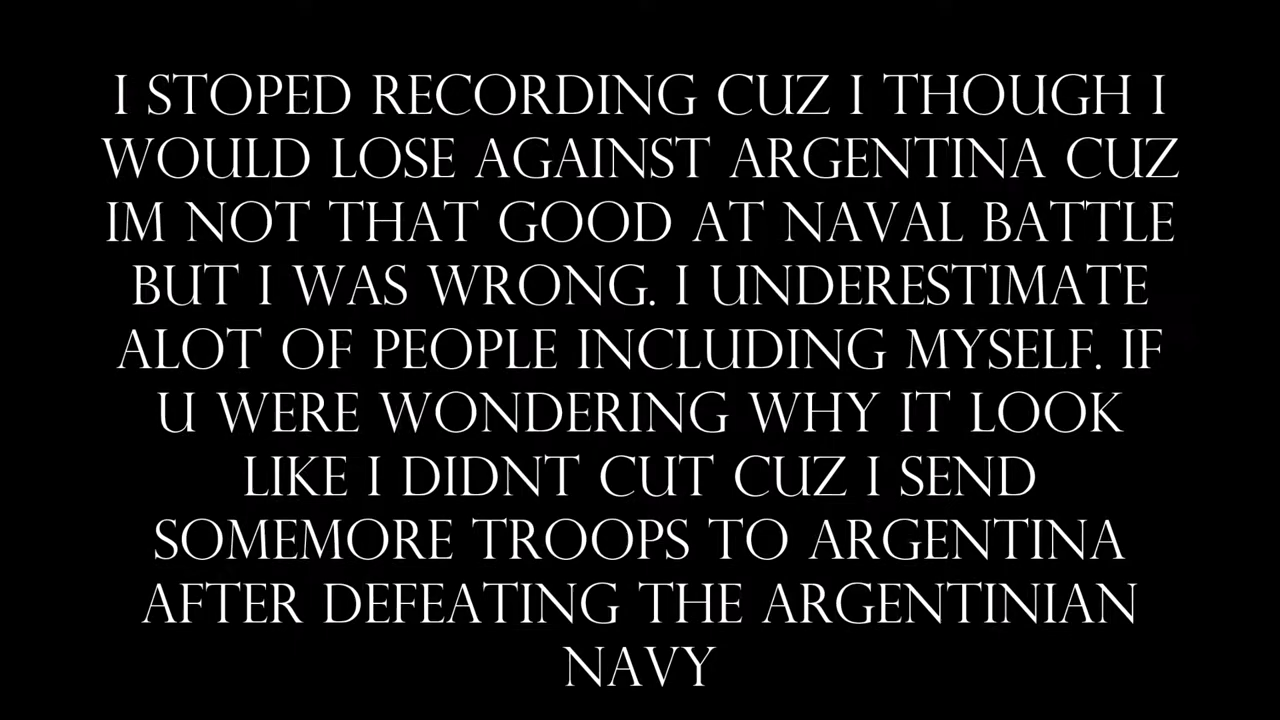 I STOPED RECORDING CUZ I THOUGH I
WOULD LOSE AGAINST ARGENTINA CUZ
IM NOT THAT GOOD AT NAVAL BATTLE
BUT I WAS WRONG. I UNDERESTIMATE
ALOT OF PEOPLE INCLUDING MYSELF. IF
U WERE WONDERING WHY IT LOOK
LIKE I DIDNT CUT CUZ I SEND
SOMEMORE TROOPS TO ARGENTINA
AFTER DEFEATING THE ARGENTINIAN
NAVY